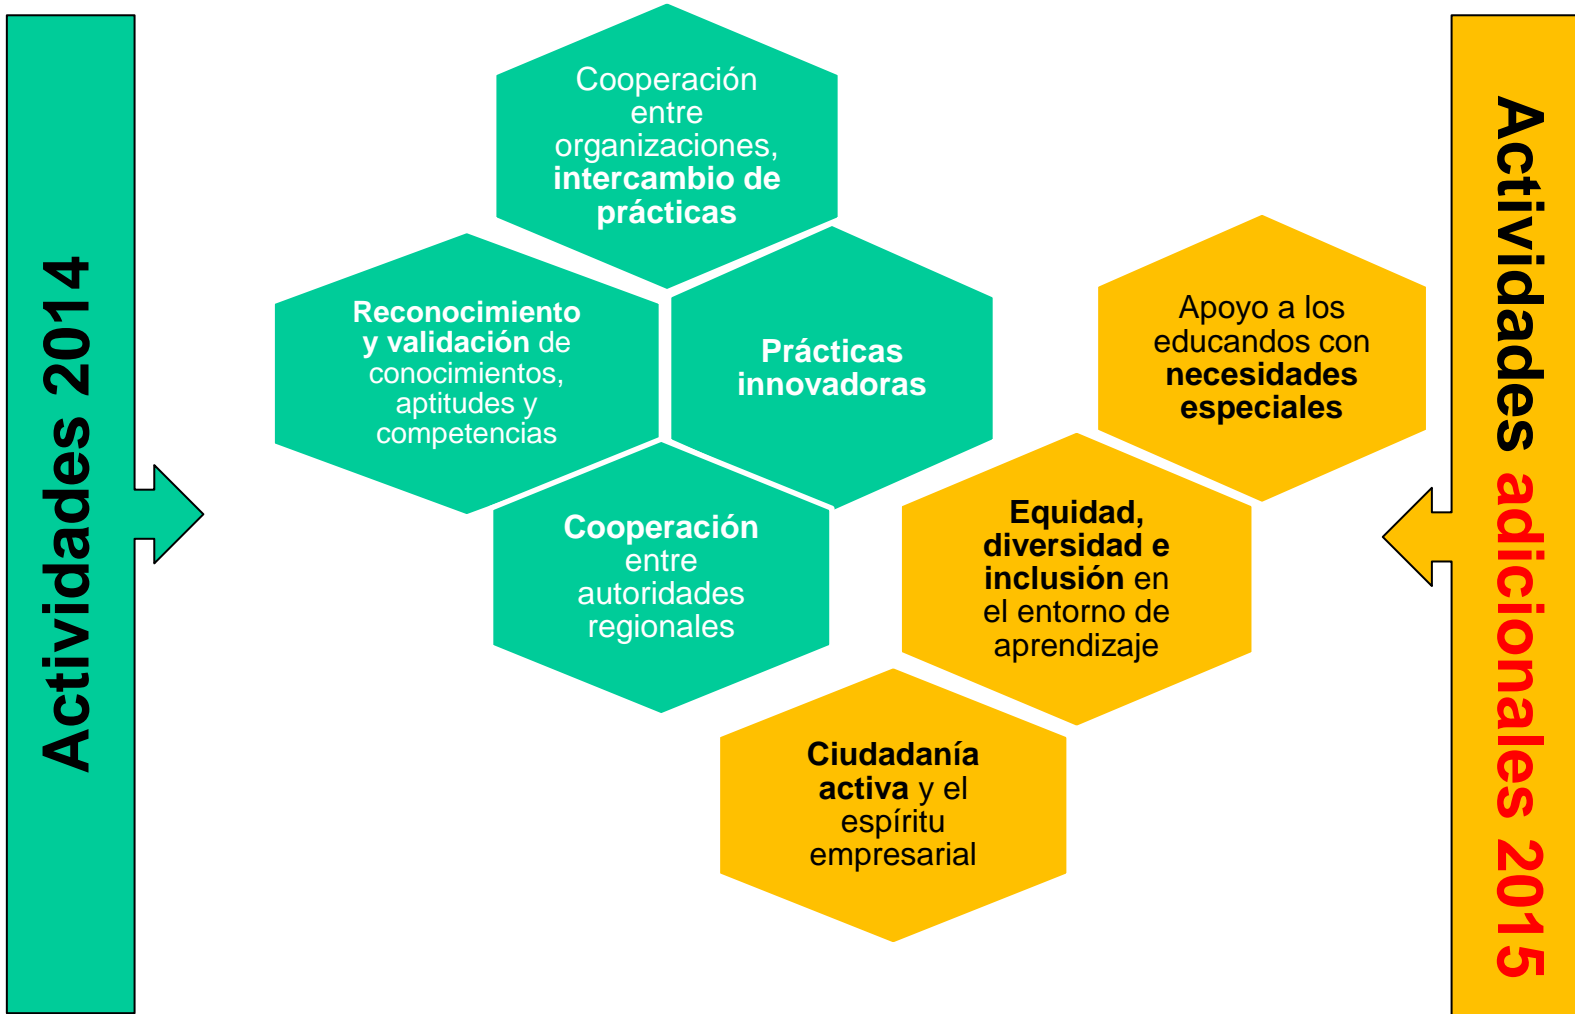 Actividades 2014
Cooperación
entre
organizaciones,
intercambio de
prácticas
Reconocimiento
y validación de
conocimientos,
aptitudes y
competencias
Prácticas
innovadoras
Cooperación
entre
autoridades
regionales
Apoyo a los
educandos con
necesidades
especiales
Equidad,
diversidad e
inclusión en
el entorno de
aprendizaje
Ciudadanía
activa y el
espíritu
empresarial
Actividades adicionales 2015